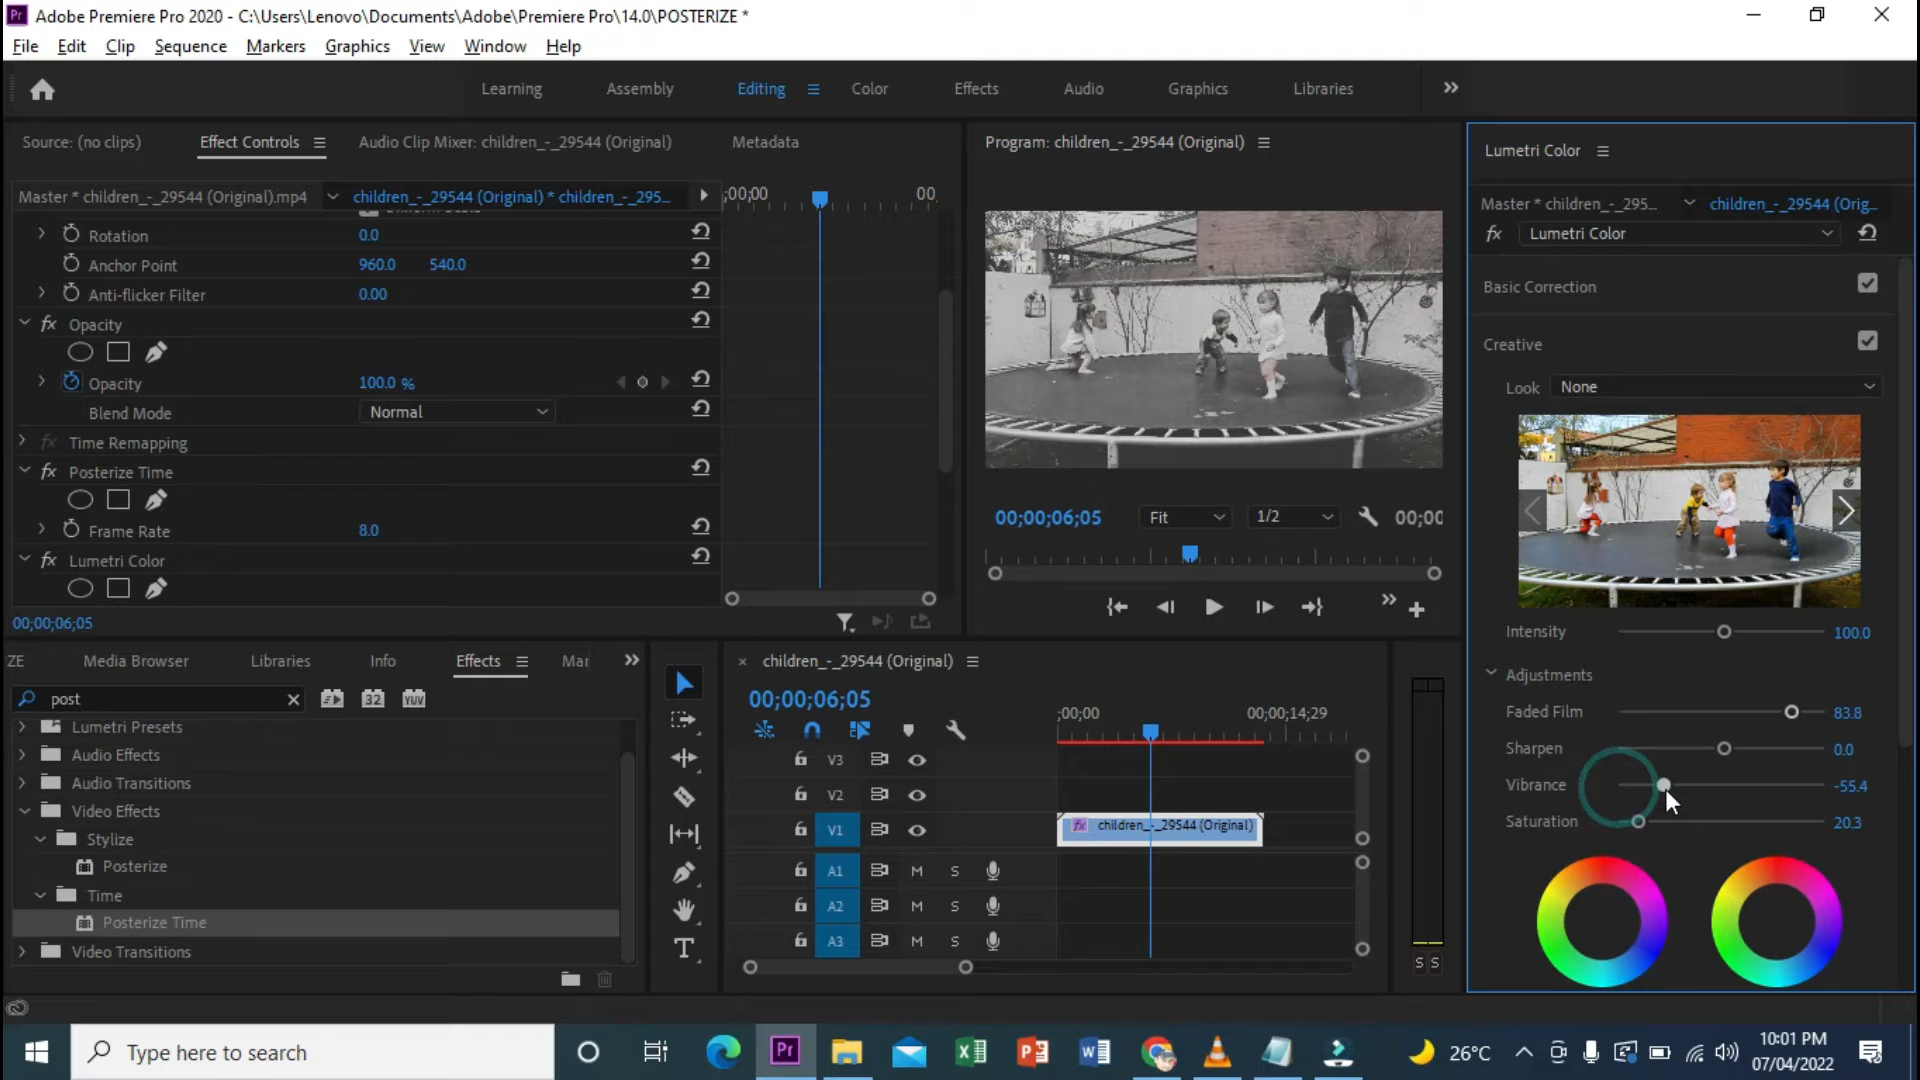 Adobe Premiere Pro 2020 - C:\Users\Lenovo\Documents\Adobe\Premiere Pro\14.0\POSTERIZE *
File Edit Clip Sequence Markers Graphics View Window Help
Learning Assembly Editing Color Effects Audio Graphics Libraries
Source: (no clips) Effect Controls Audio Clip Mixer: children_-_29544 (Original) Metadata
Master * children_-_29544 (Original).mp4 children_-_29544 (Original) * children_-_295... ;00;00 00
Rotation 0.0
Anchor Point 960.0 540.0
Anti-flicker Filter 0.00
fx Opacity
Opacity 100.0 %
Blend Mode Normal
fx Time Remapping
fx Posterize Time
Frame Rate 8.0
fx Lumetri Color
00;00;06;05
Program: children_-_29544 (Original)
00;00;06;05 Fit 1/2 00;00
Lumetri Color
Master * children_-_295... children_-_29544 (Orig...
fx Lumetri Color
Basic Correction
Creative
Look None
Intensity 100.0
Adjustments
Faded Film 83.8
Sharpen 0.0
Vibrance -55.4
Saturation 20.3
ZE Media Browser Libraries Info Effects Mar
post 32 YUV
Lumetri Presets
Audio Effects
Audio Transitions
Video Effects
Stylize
Posterize
Time
Posterize Time
Video Transitions
× children_-_29544 (Original)
00;00;06;05
;00;00 00;00;14;29
V3
V2
V1 fx children_-_29544 (Original)
A1 M S
A2 M S
A3 M S
S S
Type here to search
Pr
26°C
10:01 PM
07/04/2022